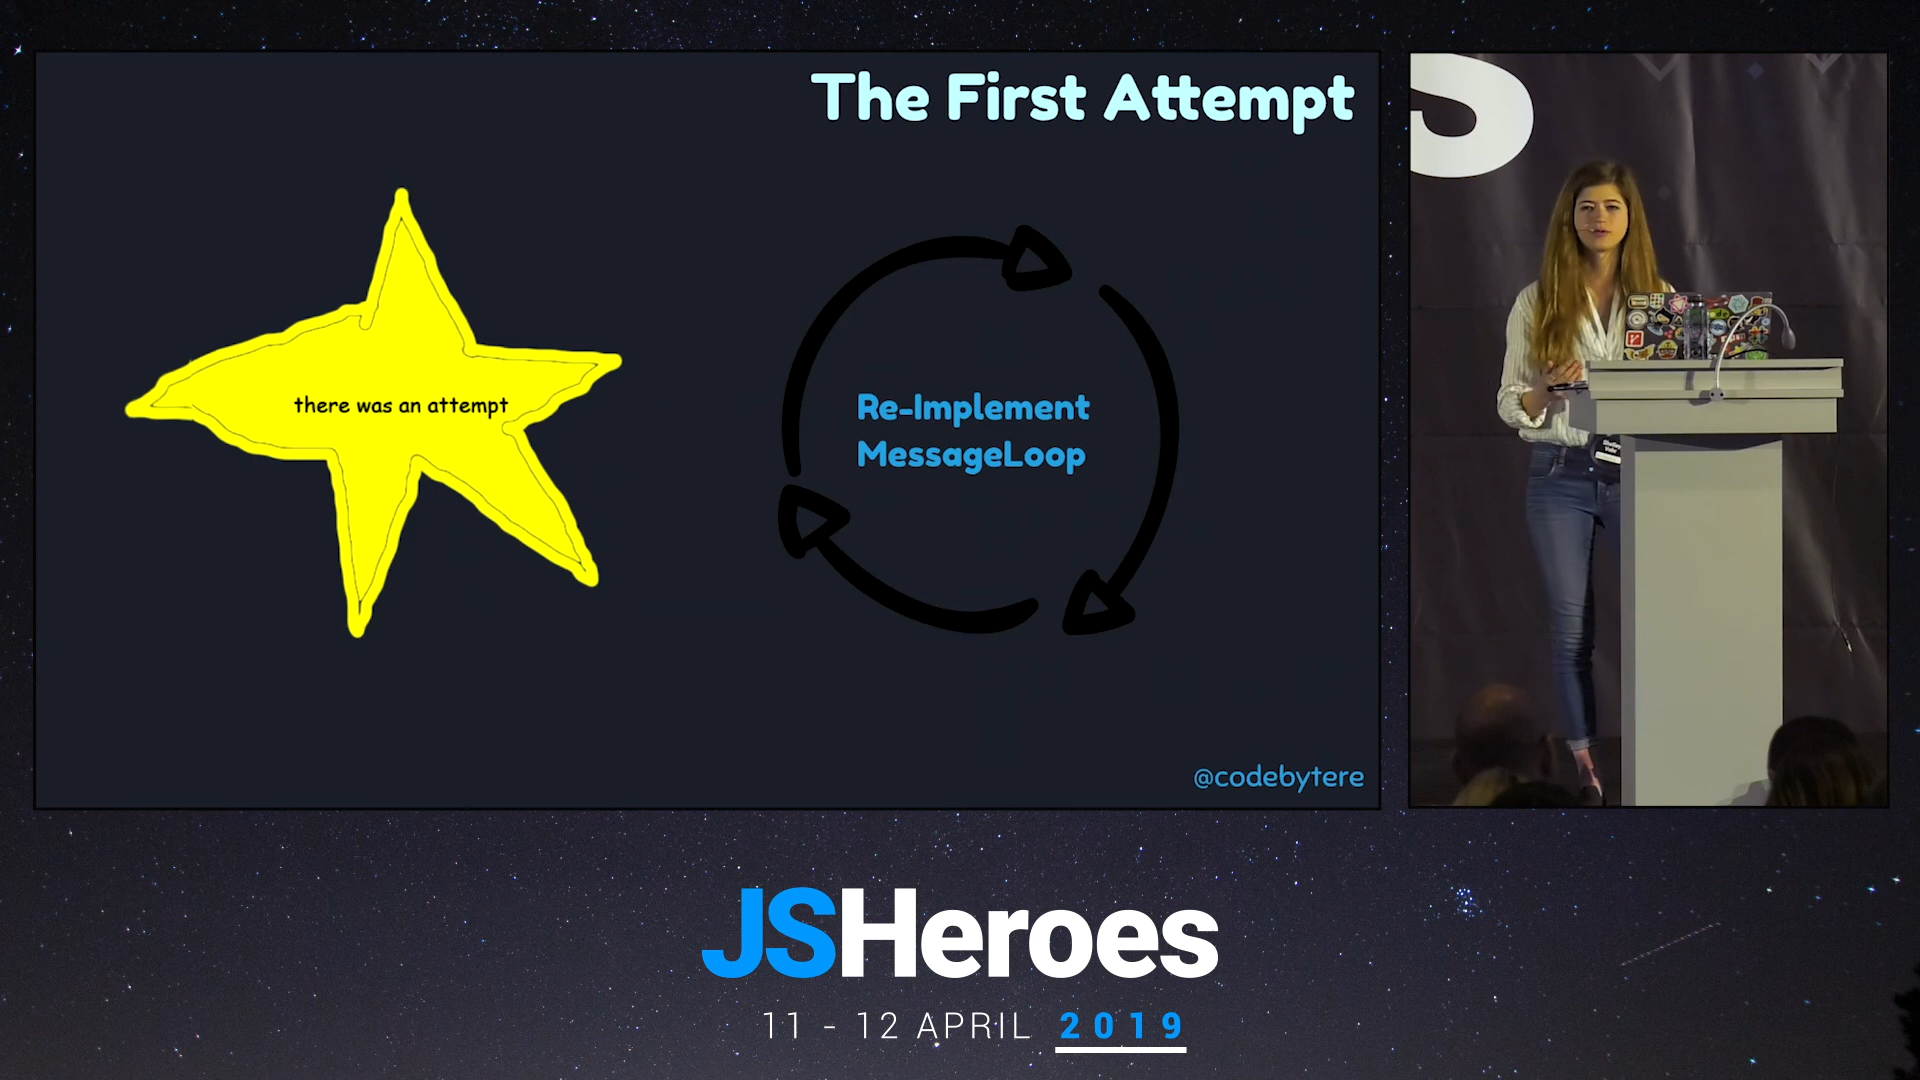 The First Attempt
there was an attempt
Re-Implement
MessageLoop
@codebytere
S
JSHeroes
11 - 12 APRIL 2019